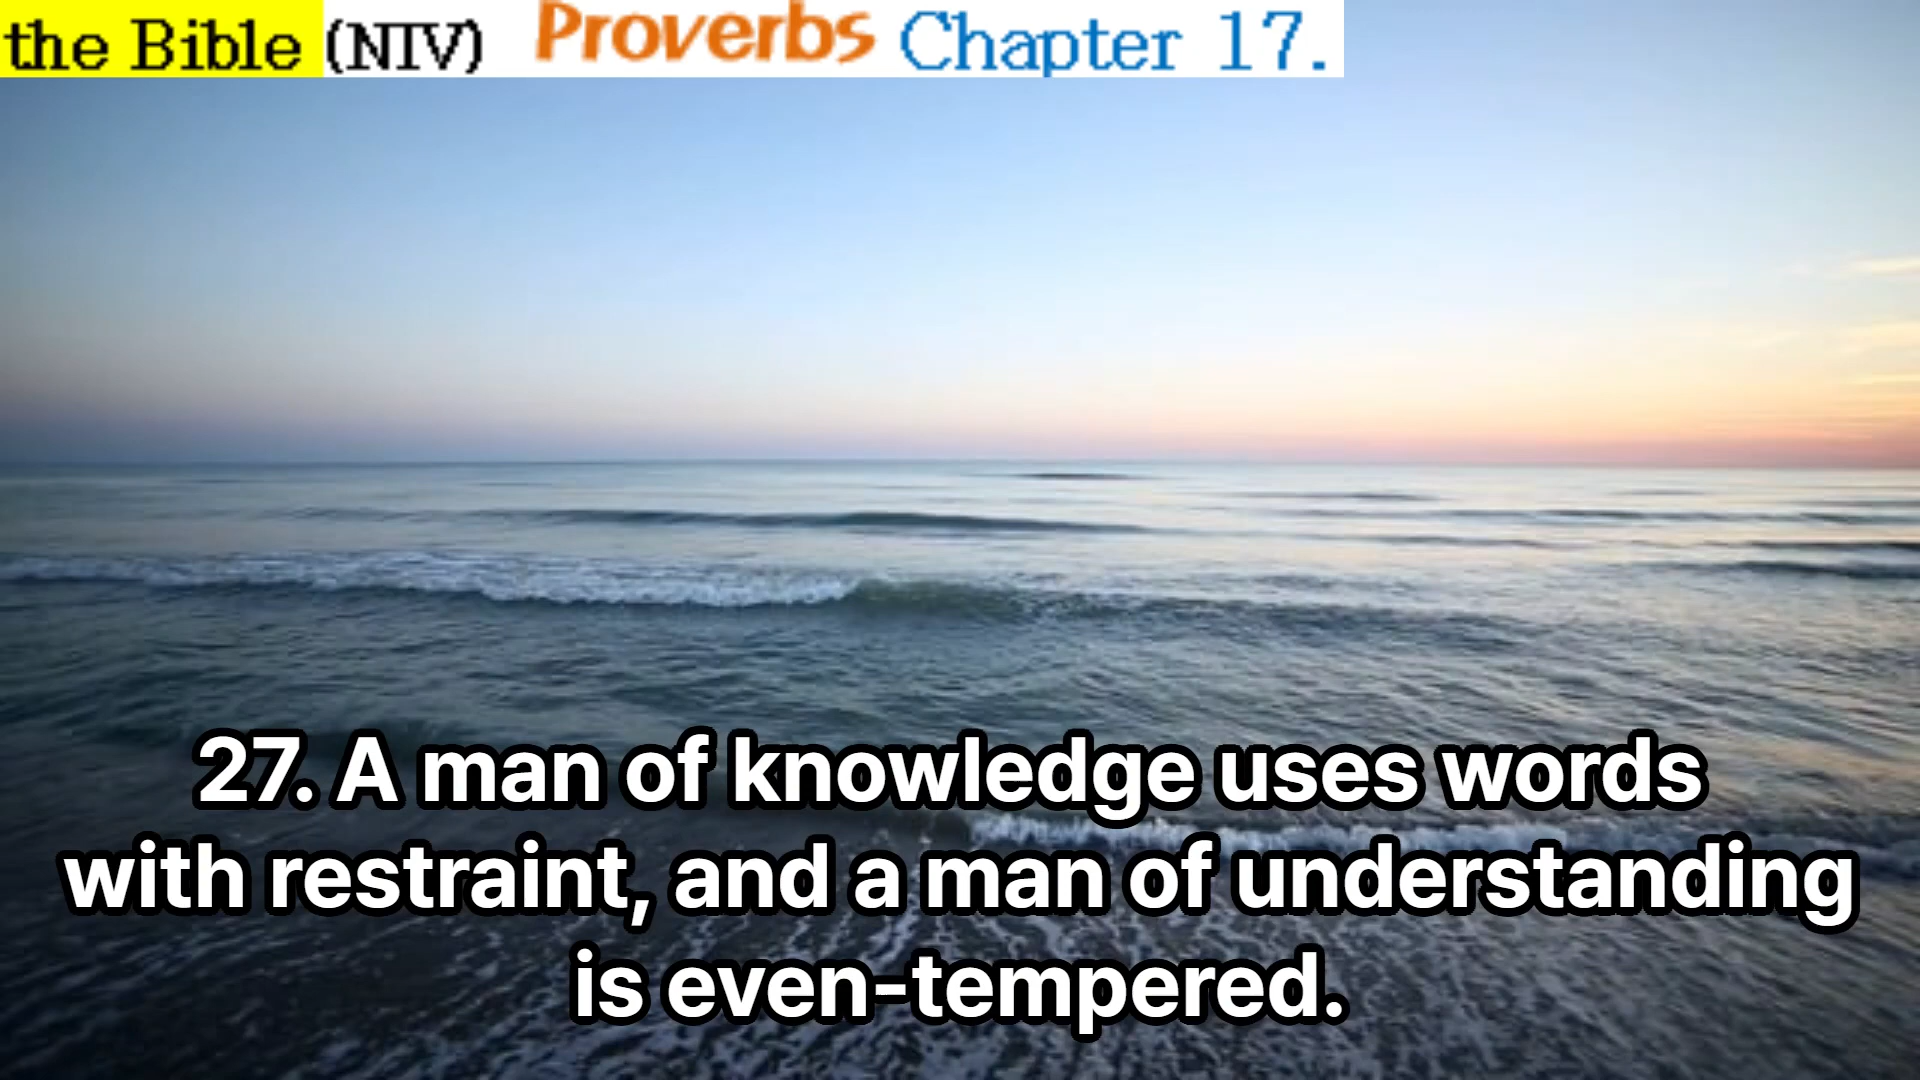 the Bible (NIV) Proverbs Chapter 17.
27. A man of knowledge uses words
with restraint, and a man of understanding
is even-tempered.